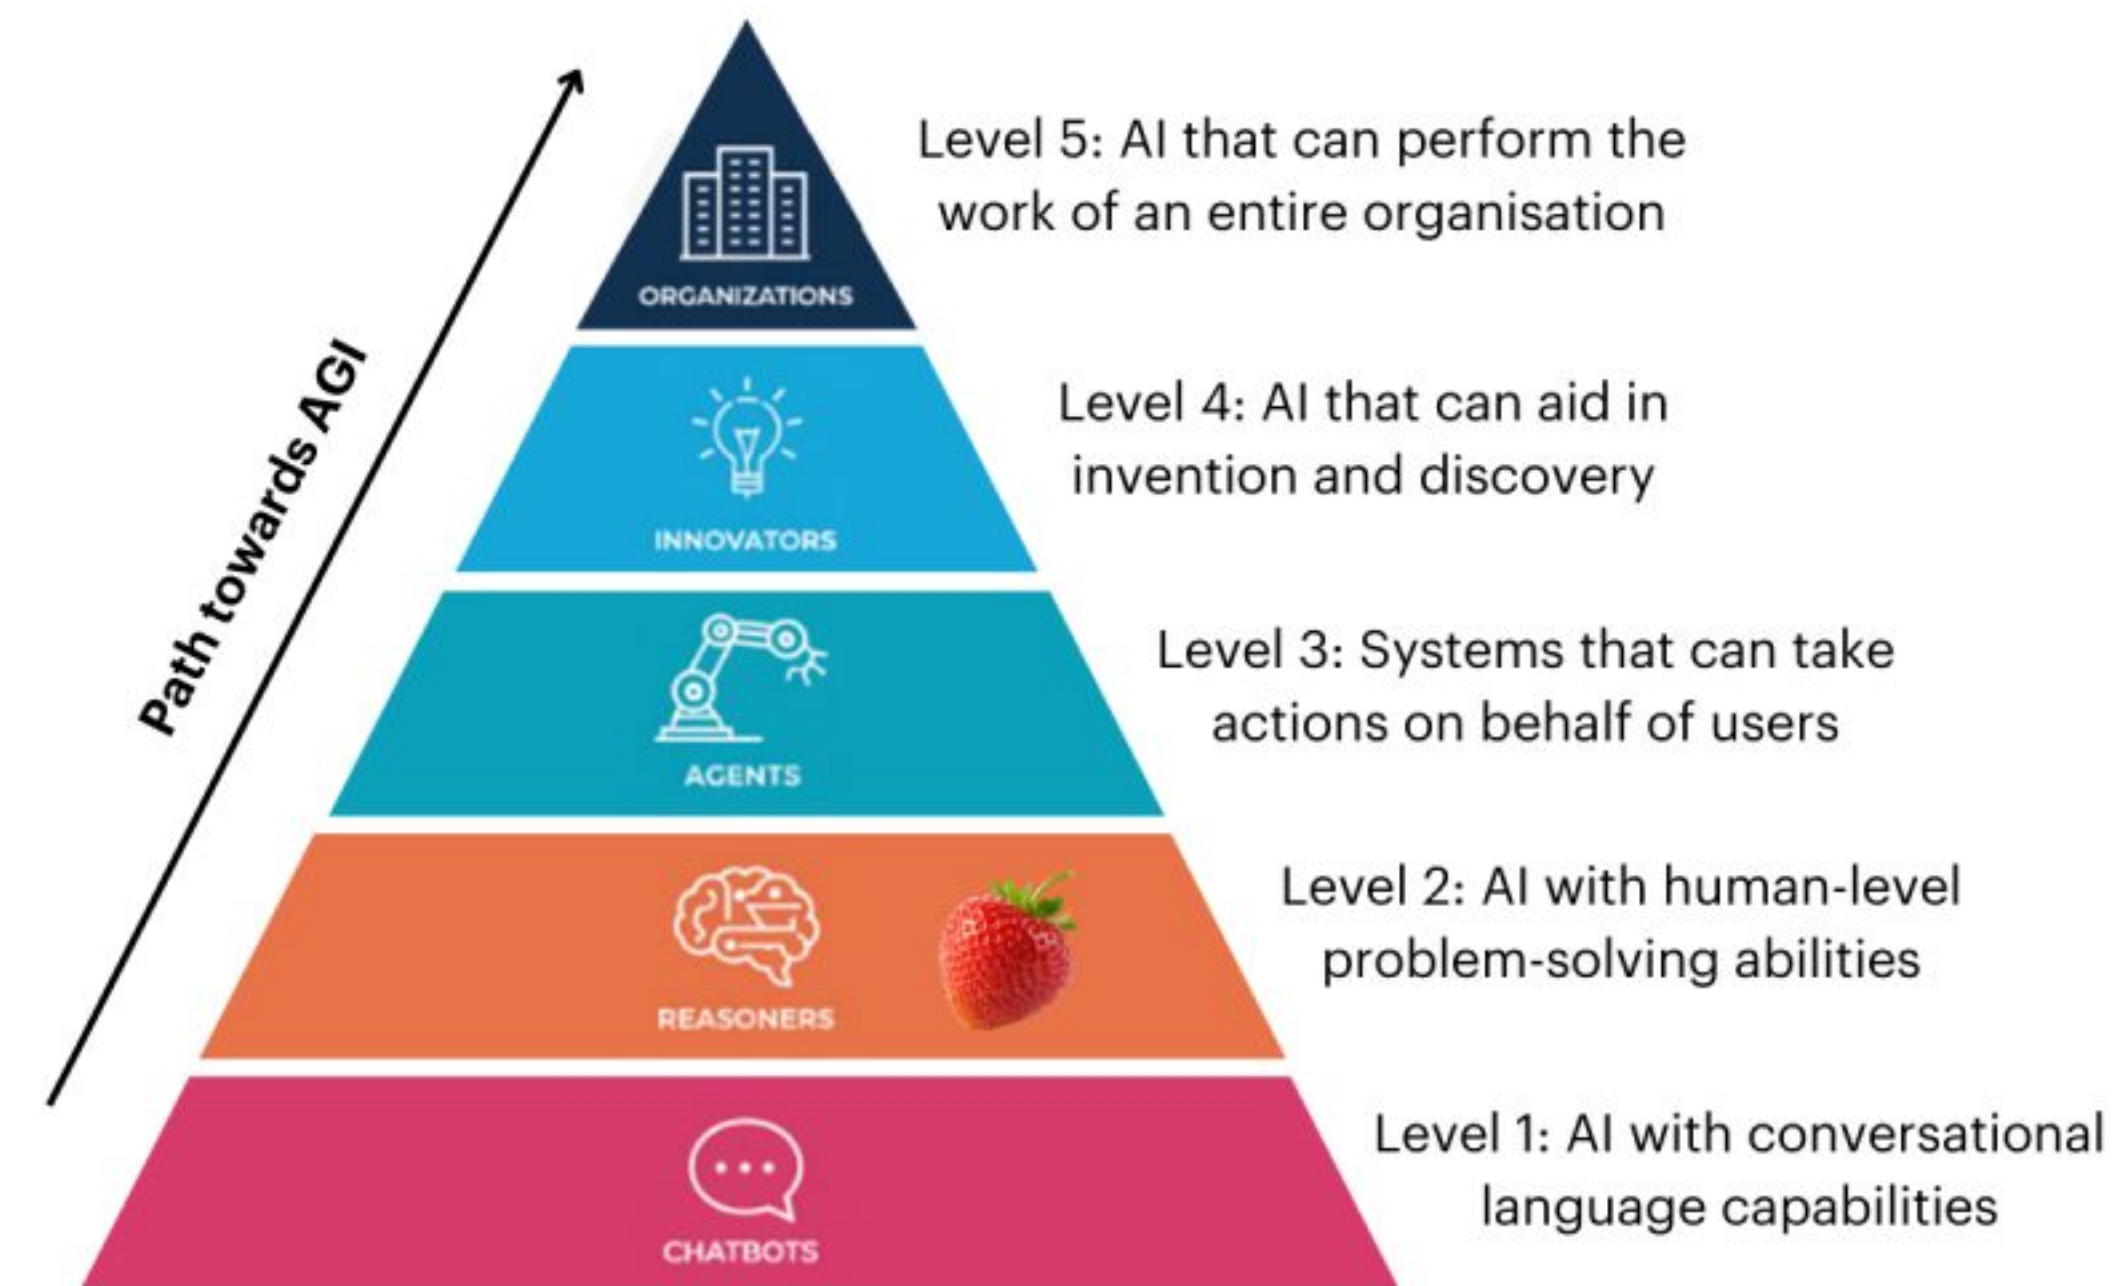 Path towards AGI
Level 5: AI that can perform the
work of an entire organisation
ORGANIZATIONS
Level 4: AI that can aid in
invention and discovery
INNOVATORS
Level 3: Systems that can take
actions on behalf of users
AGENTS
Level 2: AI with human-level
problem-solving abilities
REASONERS
Level 1: AI with conversational
language capabilities
CHATBOTS